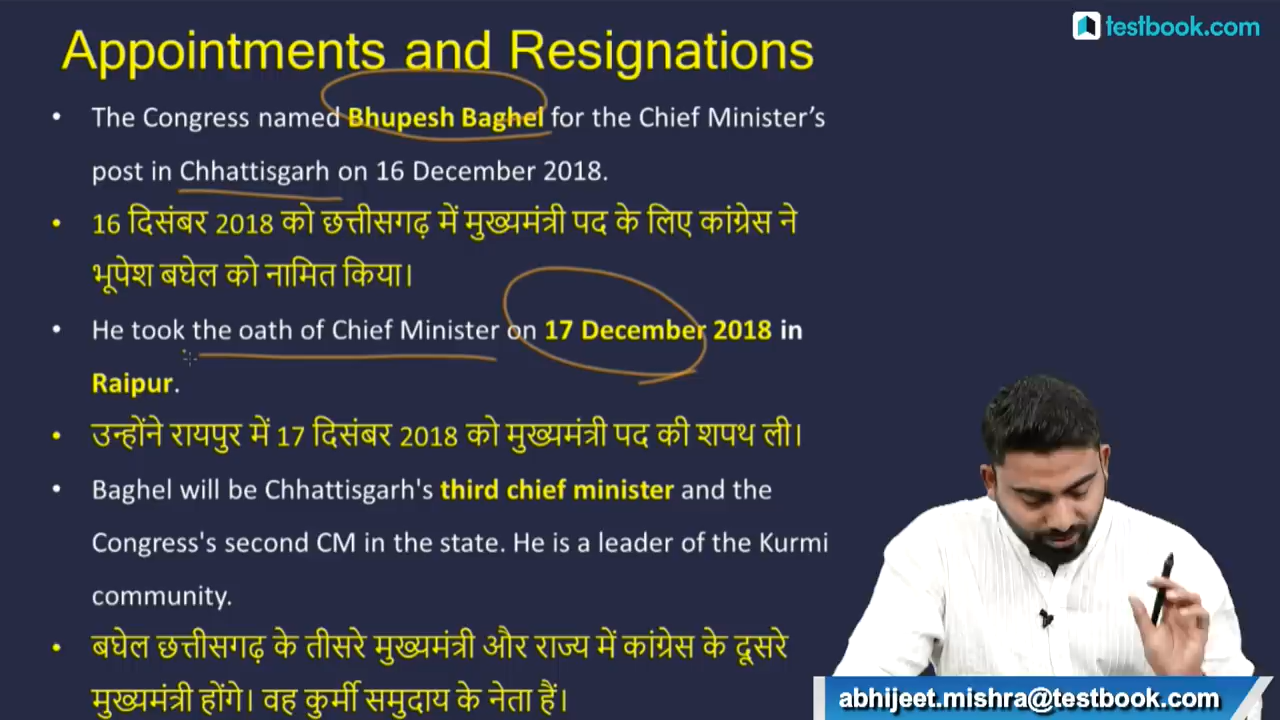 testbook.com
Appointments and Resignations
• The Congress named Bhupesh Baghel for the Chief Minister’s
post in Chhattisgarh on 16 December 2018.
• 16 दिसंबर 2018 को छत्तीसगढ़ में मुख्यमंत्री पद के लिए कांग्रेस ने
भूपेश बघेल को नामित किया।
• He took the oath of Chief Minister on 17 December 2018 in
Raipur.
• उन्होंने रायपुर में 17 दिसंबर 2018 को मुख्यमंत्री पद की शपथ ली।
• Baghel will be Chhattisgarh's third chief minister and the
Congress's second CM in the state. He is a leader of the Kurmi
community.
• बघेल छत्तीसगढ़ के तीसरे मुख्यमंत्री और राज्य में कांग्रेस के दूसरे
मुख्यमंत्री होंगे। वह कुर्मी समुदाय के नेता हैं।
abhijeet.mishra@testbook.com